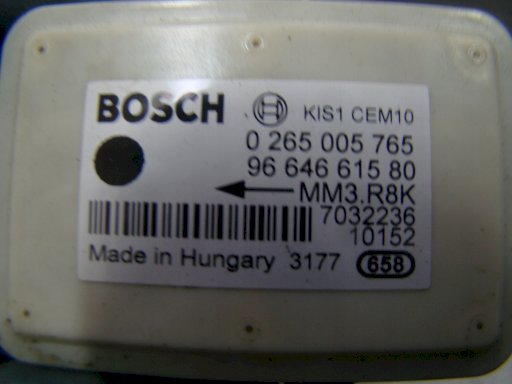 BOSCH KIS1 CEM10
0 265 005 765
96 646 615 80
MM3.R8K
7032236
10152
Made in Hungary 3177 658